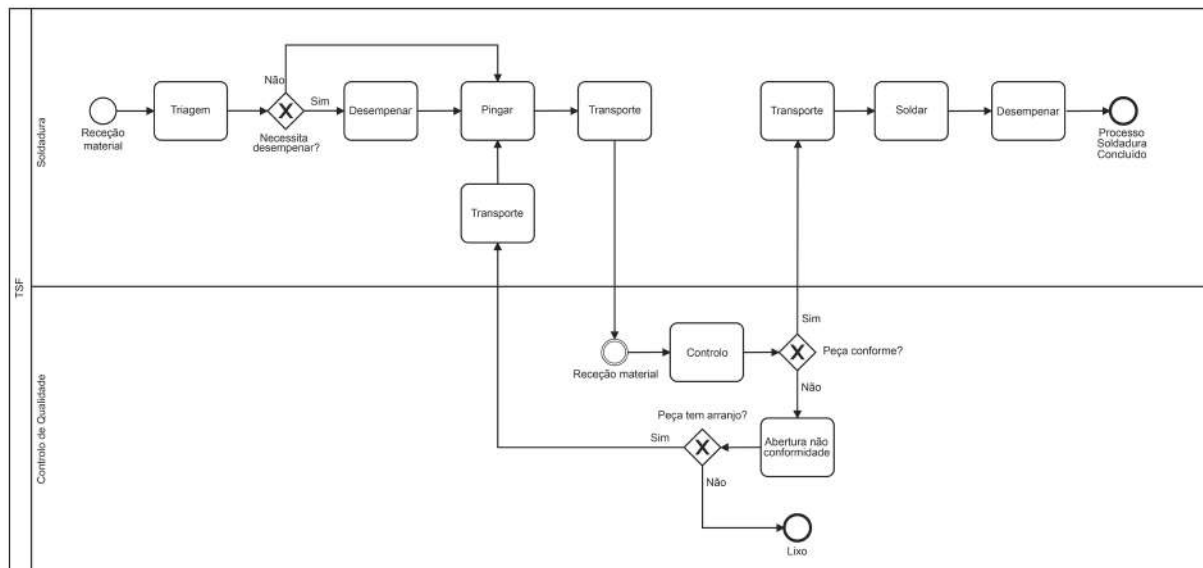 TSF
Soldadura
Receção
material
Triagem
Não
Sim
Necessita
desempenar?
Desempenar
Pingar
Transporte
Transporte
Transporte
Soldar
Desempenar
Processo
Soldadura
Concluído
Controlo de Qualidade
Receção material
Controlo
Sim
Peça conforme?
Não
Abertura não
conformidade
Peça tem arranjo?
Sim
Não
Lixo